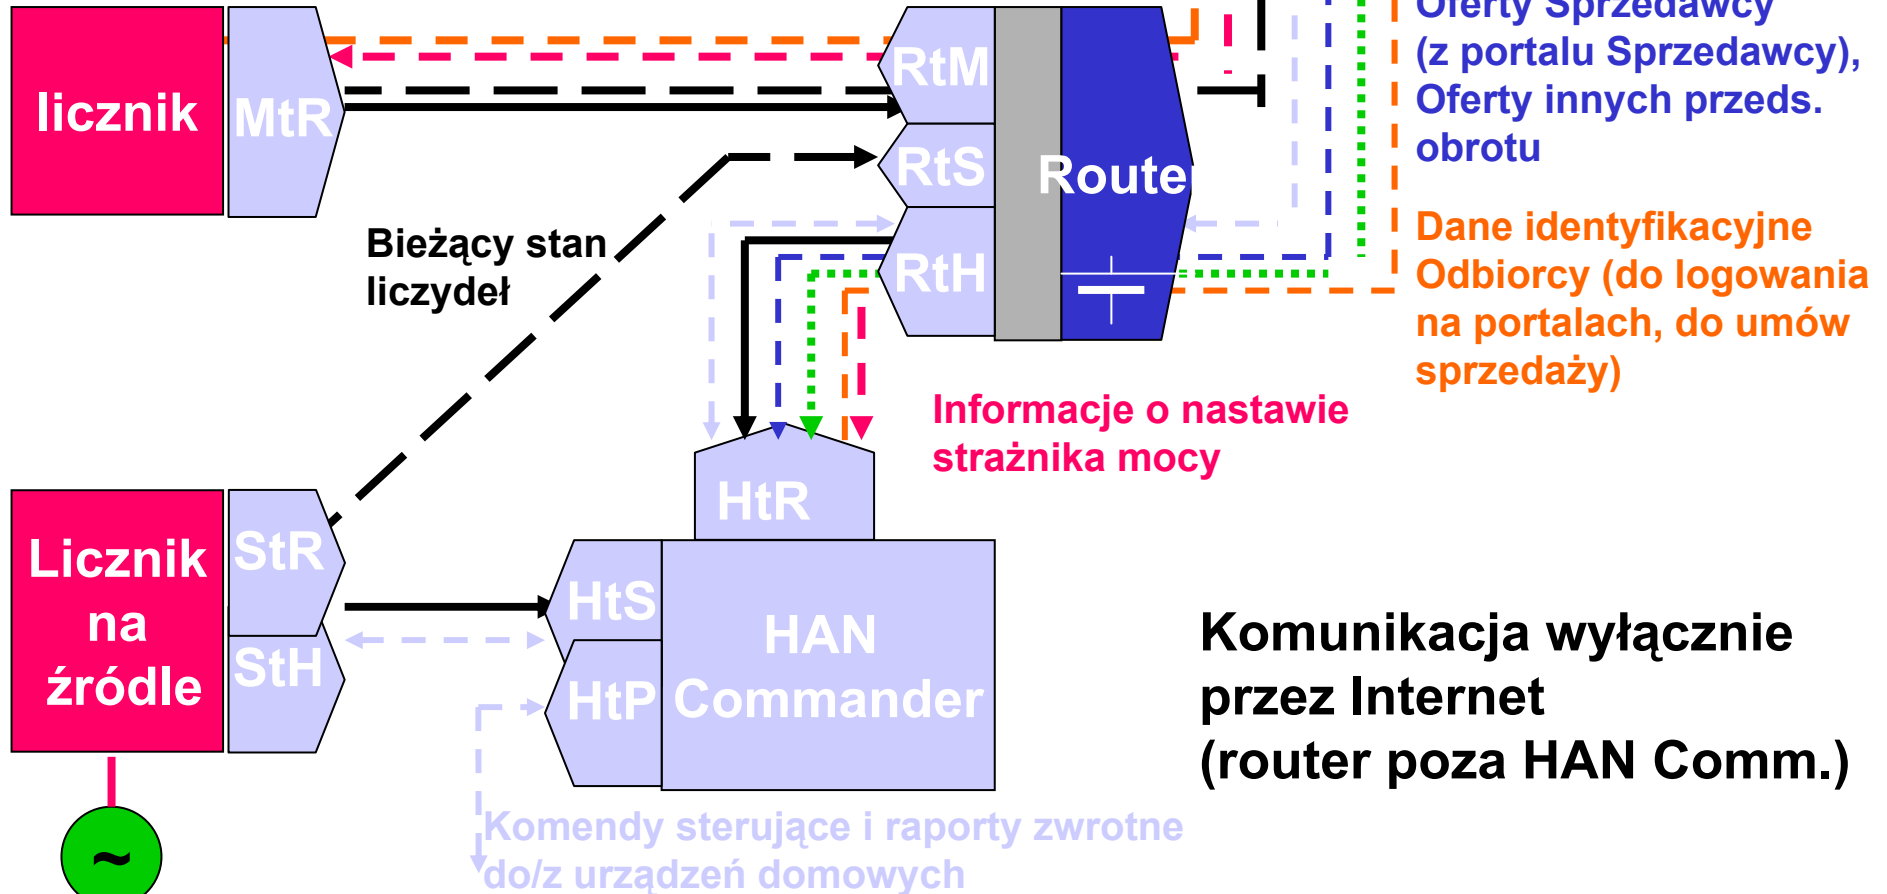 Oferty Sprzedawcy
(z portalu Sprzedawcy),
Oferty innych przeds.
obrotu
licznik
MtR
RtM
RtS
Router
RtH
Bieżący stan
liczydeł
Dane identyfikacyjne
Odbiorcy (do logowania
na portalach, do umów
sprzedaży)
Informacje o nastawie
strażnika mocy
HtR
Licznik
na
źródle
StR
StH
HtS
HtP
HAN
Commander
Komunikacja wyłącznie
przez Internet
(router poza HAN Comm.)
~
Komendy sterujące i raporty zwrotne
do/z urządzeń domowych